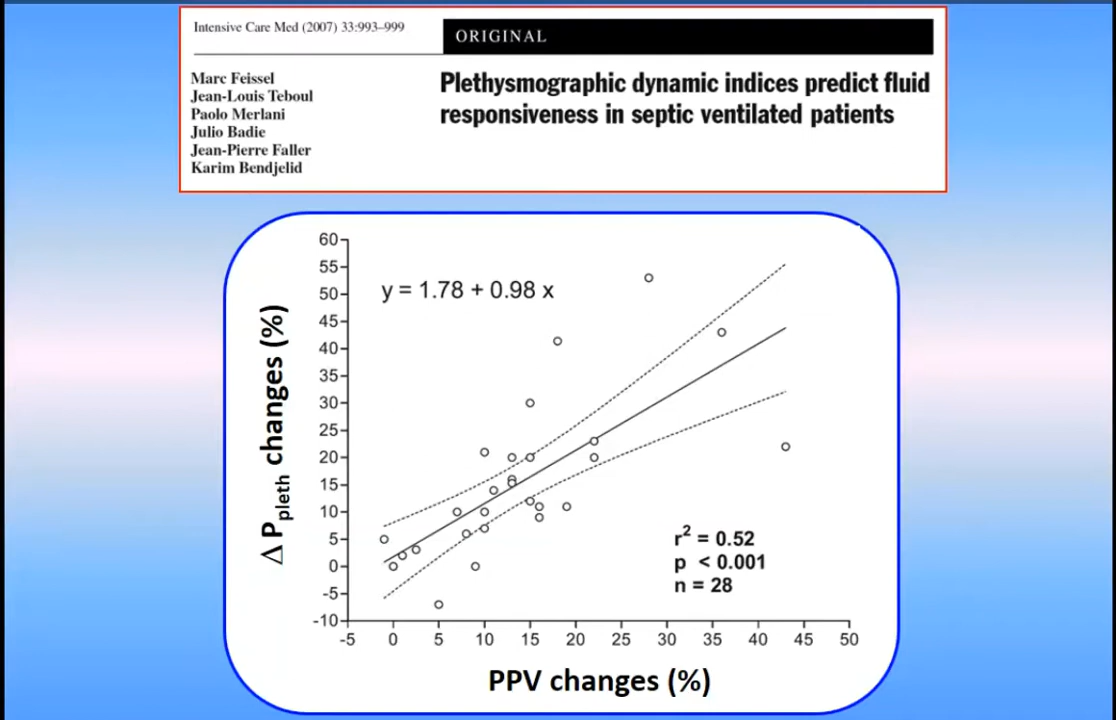 Intensive Care Med (2007) 33:993–999
ORIGINAL
Marc Feissel
Jean-Louis Teboul
Paolo Merlani
Julio Badie
Jean-Pierre Faller
Karim Bendjelid
Plethysmographic dynamic indices predict fluid
responsiveness in septic ventilated patients
60
55
50
45
40
35
30
25
20
15
10
5
0
-5
-10
y = 1.78 + 0.98 x
Δ Ppleth changes (%)
r² = 0.52
p < 0.001
n = 28
-5 0 5 10 15 20 25 30 35 40 45 50
PPV changes (%)